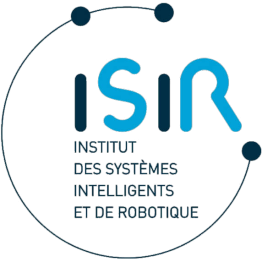 iSiR
INSTITUT
DES SYSTÈMES
INTELLIGENTS
ET DE ROBOTIQUE